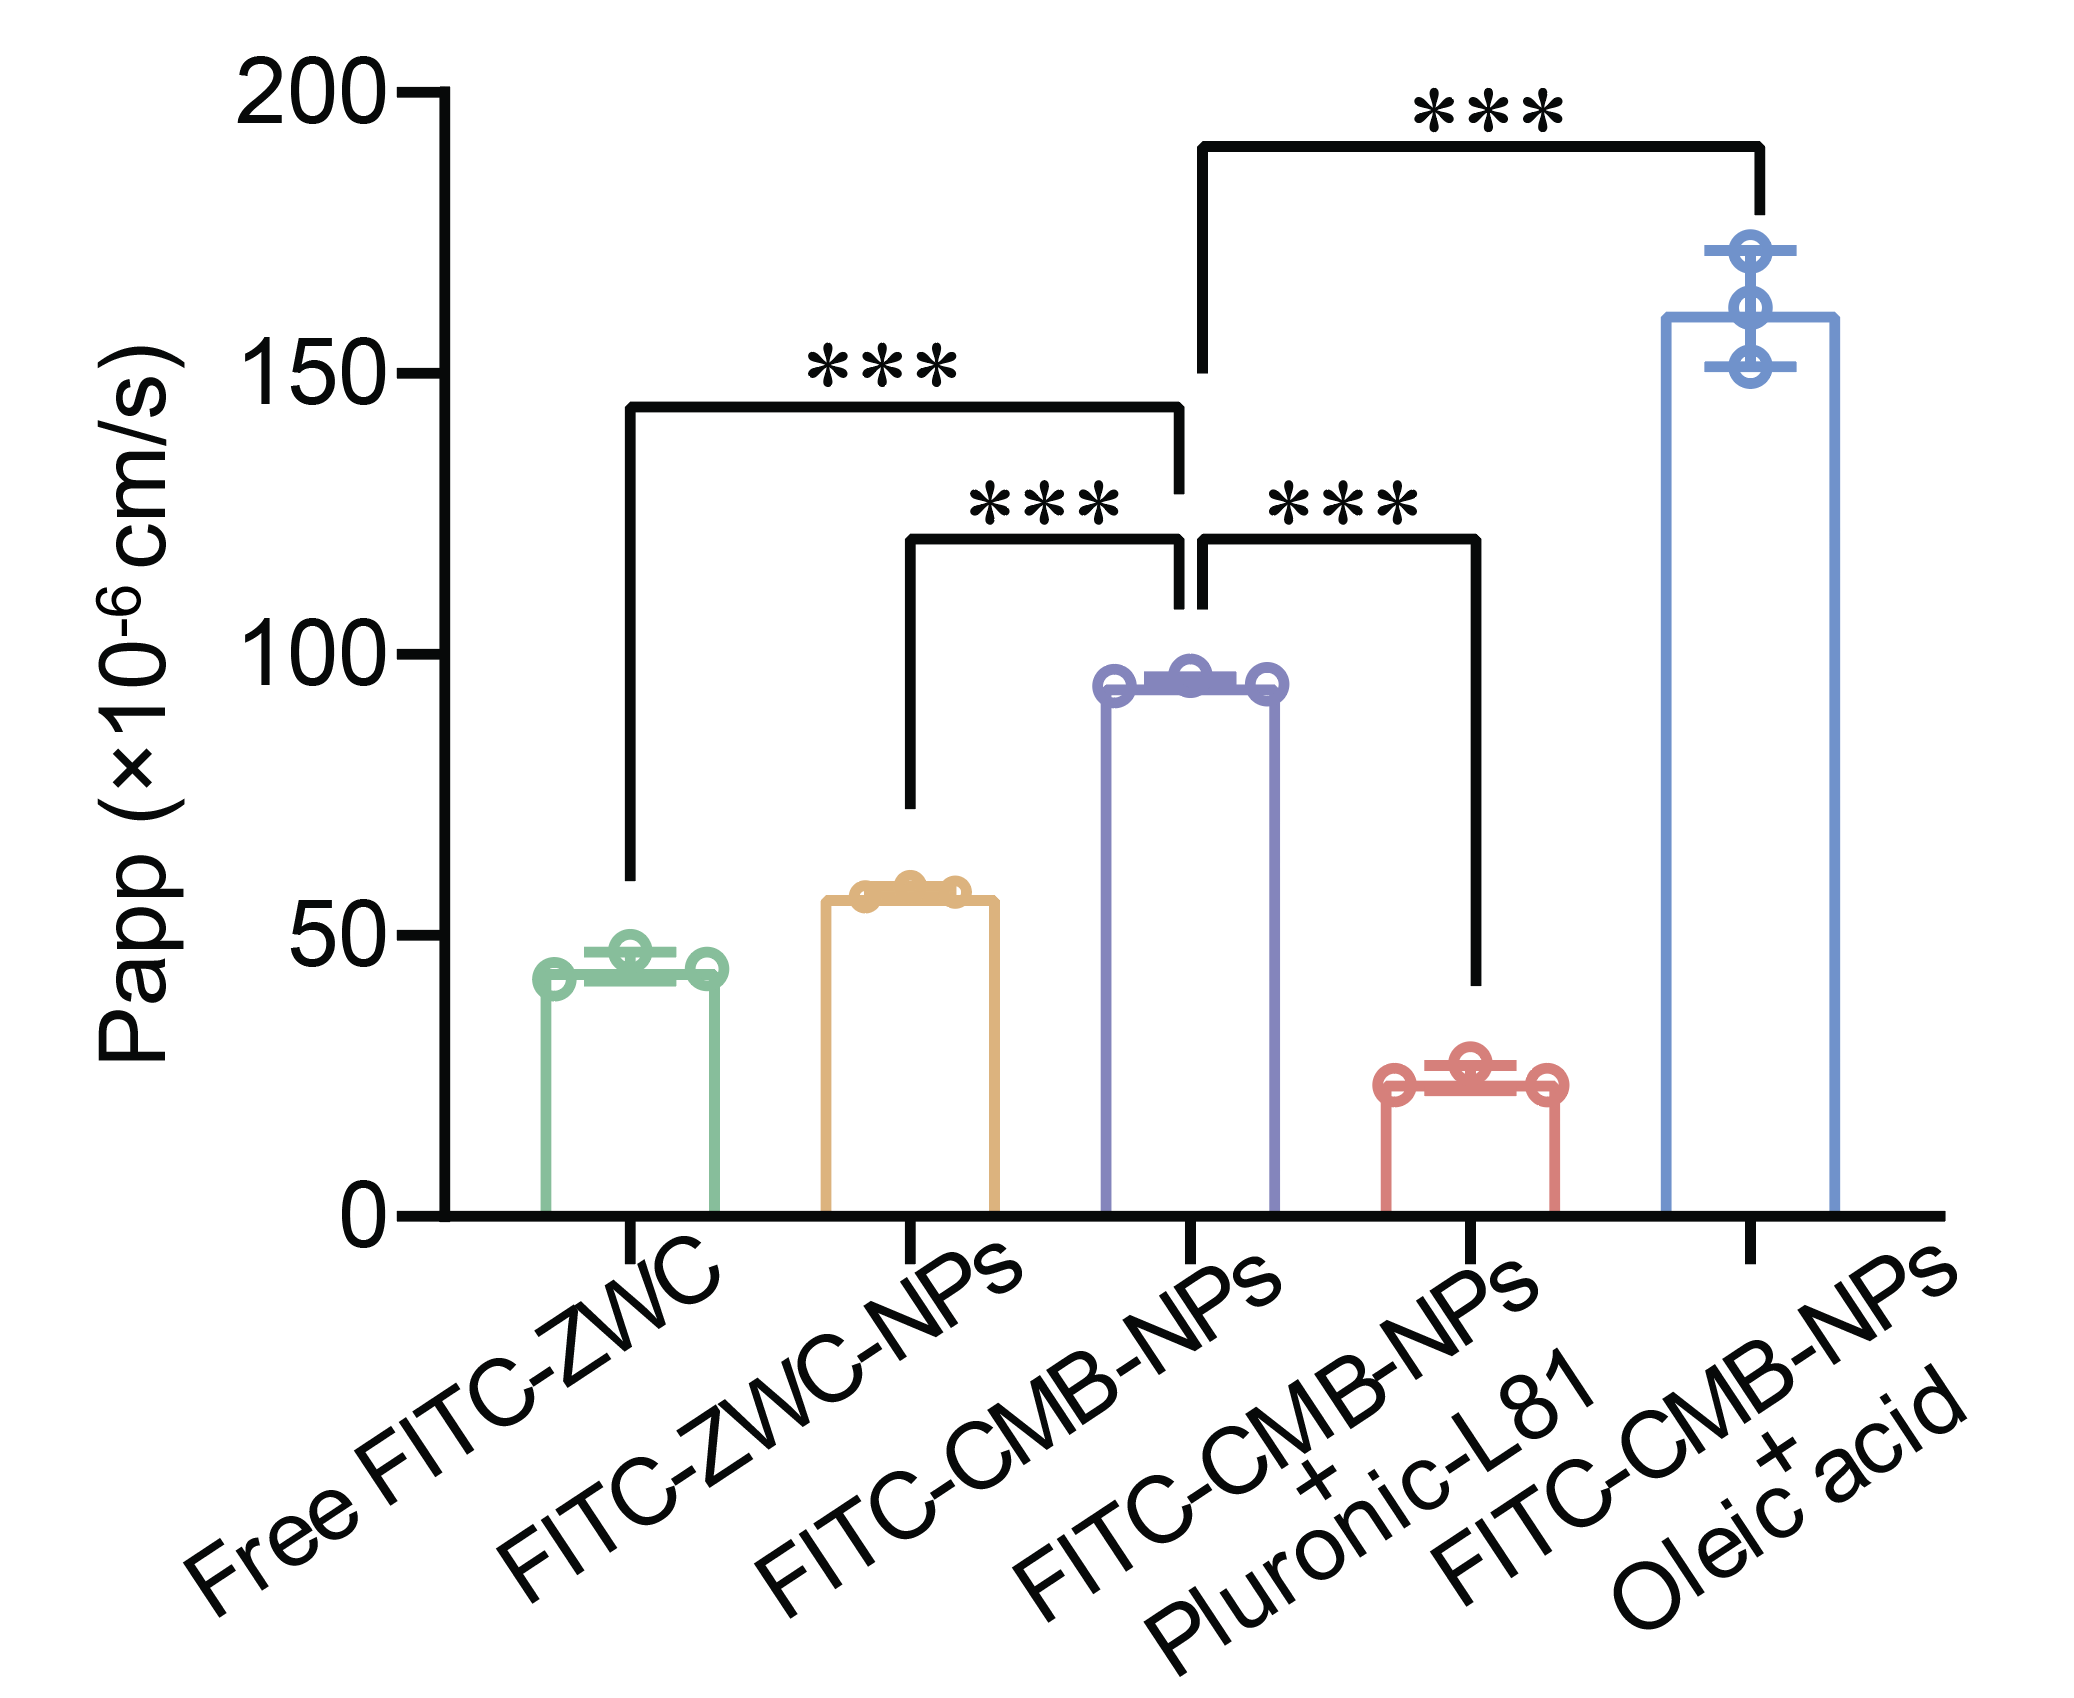 Papp (×10⁻⁶ cm/s)
200
150
100
50
0
***
***
***
***
Free FITC-ZWC
FITC-ZWC-NPs
FITC-CMB-NPs
FITC-CMB-NPs
+
Pluronic-L81
FITC-CMB-NPs
+
Oleic acid